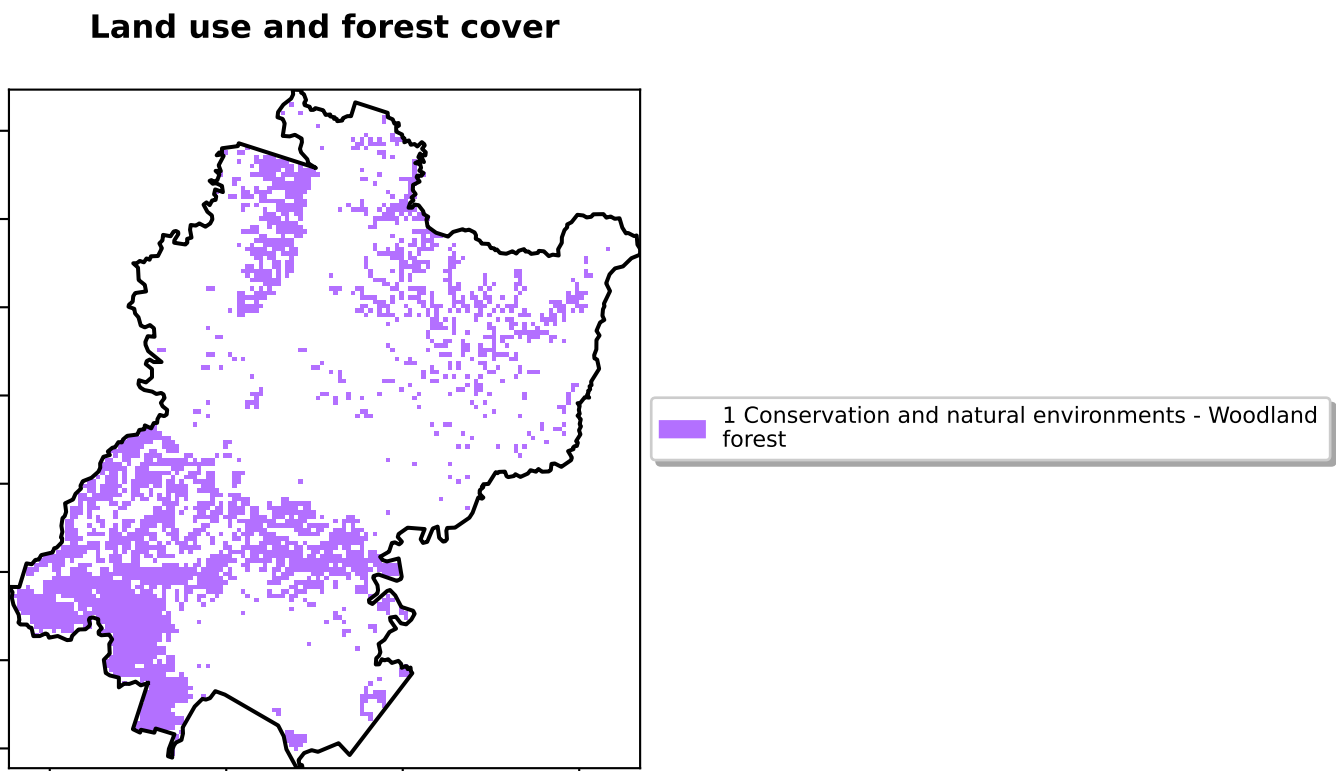 Land use and forest cover
1 Conservation and natural environments - Woodland
forest